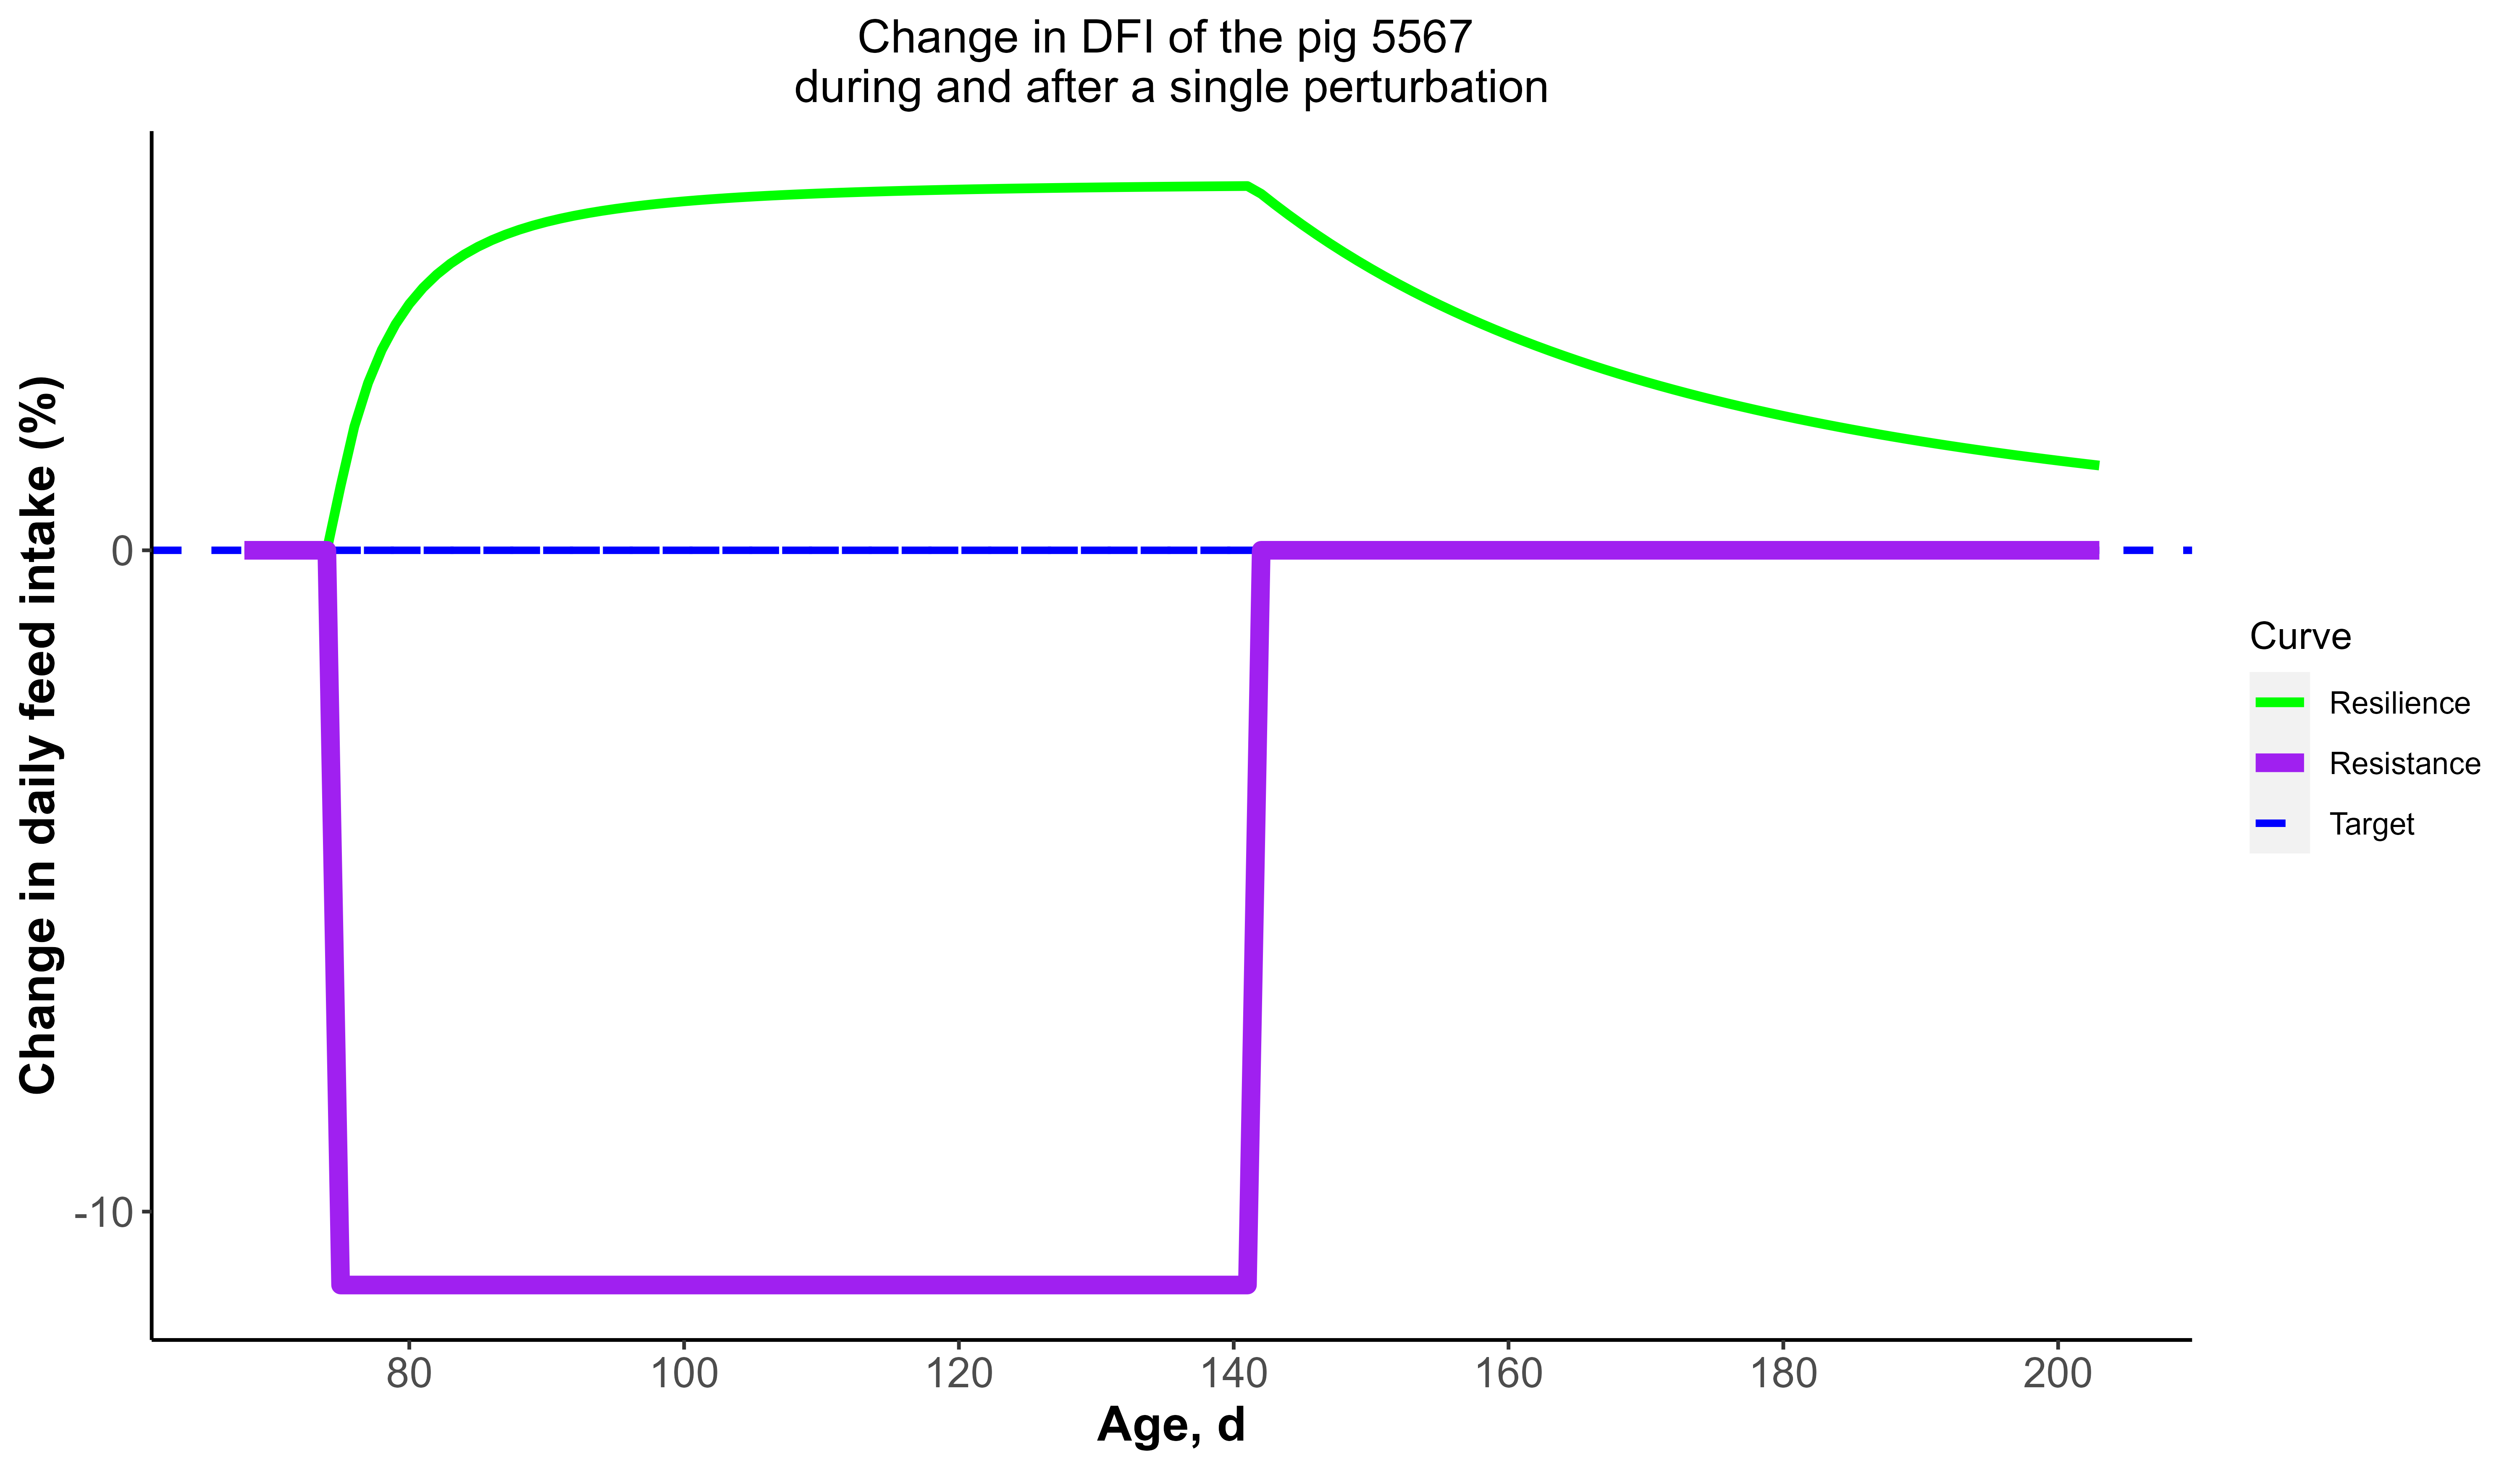 Change in DFI of the pig 5567
during and after a single perturbation
Change in daily feed intake (%)
0
-10
80
100
120
140
160
180
200
Age, d
Curve
Resilience
Resistance
Target